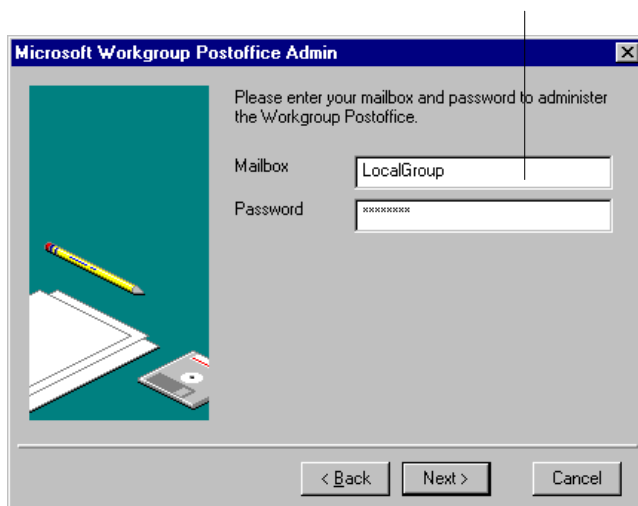 Microsoft Workgroup Postoffice Admin
Please enter your mailbox and password to administer
the Workgroup Postoffice.
Mailbox
LocalGroup
Password
××××××××
< Back
Next >
Cancel